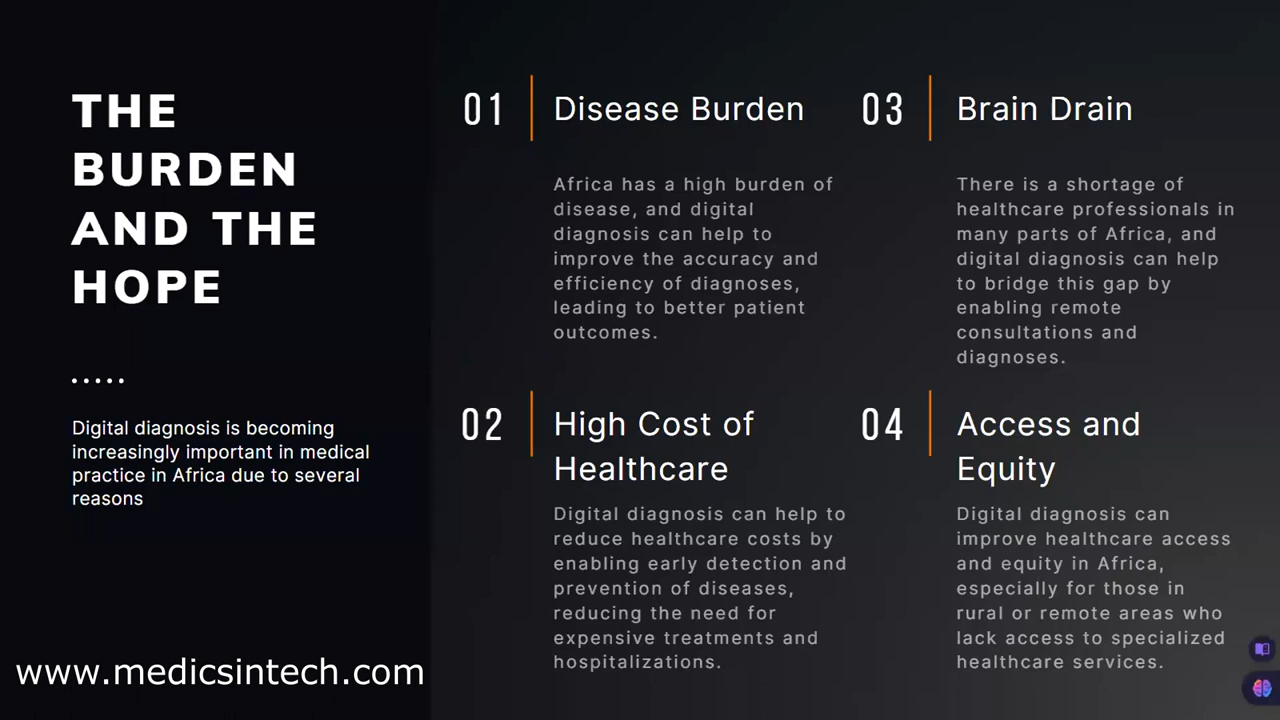 THE
BURDEN
AND THE
HOPE
Digital diagnosis is becoming
increasingly important in medical
practice in Africa due to several
reasons
01
Disease Burden
Africa has a high burden of
disease, and digital
diagnosis can help to
improve the accuracy and
efficiency of diagnoses,
leading to better patient
outcomes.
02
High Cost of
Healthcare
Digital diagnosis can help to
reduce healthcare costs by
enabling early detection and
prevention of diseases,
reducing the need for
expensive treatments and
hospitalizations.
03
Brain Drain
There is a shortage of
healthcare professionals in
many parts of Africa, and
digital diagnosis can help
to bridge this gap by
enabling remote
consultations and
diagnoses.
04
Access and
Equity
Digital diagnosis can
improve healthcare access
and equity in Africa,
especially for those in
rural or remote areas who
lack access to specialized
healthcare services.
www.medicsintech.com